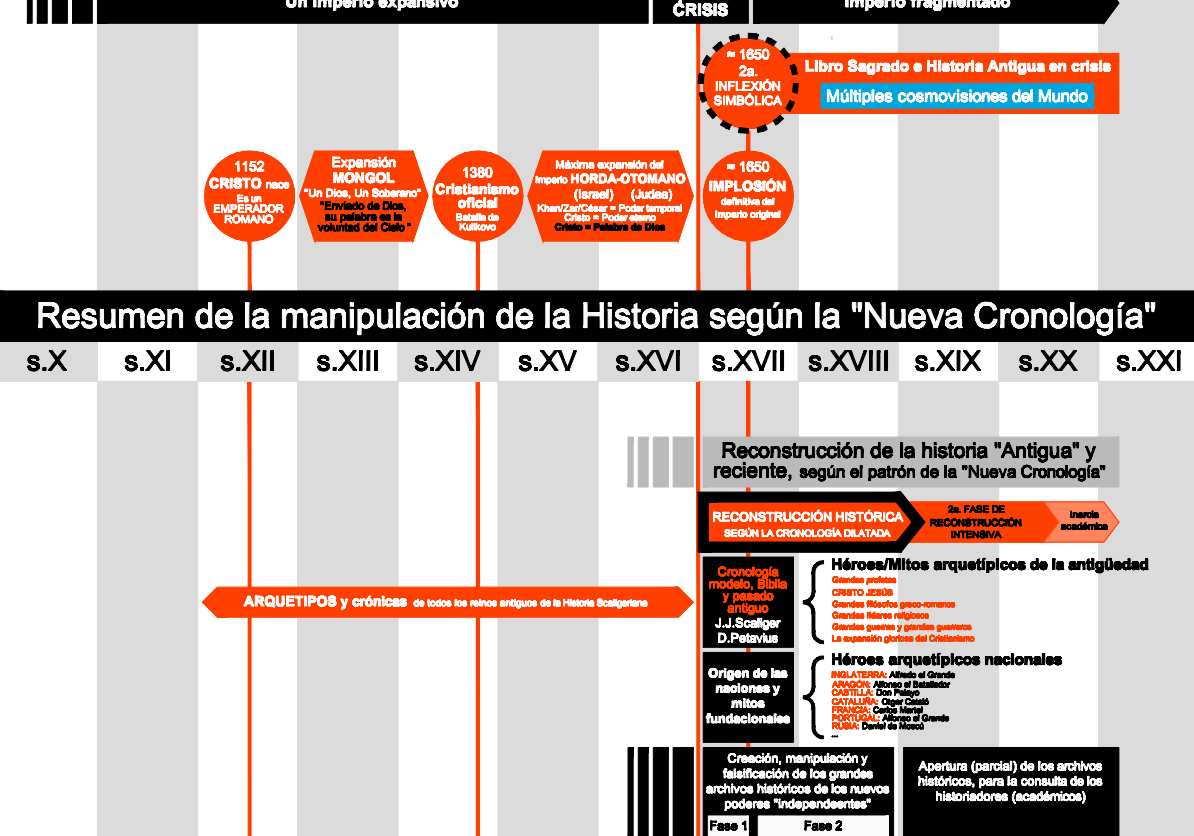 Un imperio expansivo
CRISIS
Imperio fragmentado
≈ 1650
2a.
INFLEXIÓN
SIMBÓLICA
Libro Sagrado e Historia Antigua en crisis
Múltiples cosmovisiones del Mundo
1152
CRISTO nace
Es un
EMPERADOR
ROMANO
Expansión
MONGOL
"Un Dios, Un Soberano"
"Enviado de Dios,
su palabra es la
voluntad del Cielo"
1380
Cristianismo
oficial
Batalla de
Kulikovo
Máxima expansión del
Imperio HORDA-OTOMANO
(Israel) (Judea)
Khan/Zar/César = Poder temporal
Cristo = Poder eterno
Cristo = Palabra de Dios
≈ 1650
IMPLOSIÓN
definitiva del
Imperio original
Resumen de la manipulación de la Historia según la "Nueva Cronología"
s.X s.XI s.XII s.XIII s.XIV s.XV s.XVI s.XVII s.XVIII s.XIX s.XX s.XXI
Reconstrucción de la historia "Antigua" y
reciente, según el patrón de la "Nueva Cronología"
RECONSTRUCCIÓN HISTÓRICA
SEGÚN LA CRONOLOGÍA DILATADA
2a. FASE DE
RECONSTRUCCIÓN
INTENSIVA
Inercia
académica
Cronología
modelo, Biblia
y pasado
antiguo
J.J.Scaliger
D.Petavius
Héroes/Mitos arquetípicos de la antigüedad
Grandes profetas
CRISTO JESÚS
Grandes filósofos greco-romanos
Grandes líderes religiosos
Grandes guerras y grandes guerreros
La expansión gloriosa del Cristianismo
ARQUETIPOS y crónicas de todos los reinos antiguos de la Historia Scaligeriana
Origen de las
naciones y
mitos
fundacionales
Héroes arquetípicos nacionales
INGLATERRA: Alfredo el Grande
ARAGÓN: Alfonso el Batallador
CASTILLA: Don Pelayo
CATALUÑA: Otger Cataló
FRANCIA: Carlos Martel
PORTUGAL: Alfonso el Grande
RUSIA: Daniel de Moscú
...
Creación, manipulación y
falsificación de los grandes
archivos históricos de los nuevos
poderes "independeentes"
Apertura (parcial) de los archivos
históricos, para la consulta de los
historiadores (académicos)
Fase 1
Fase 2